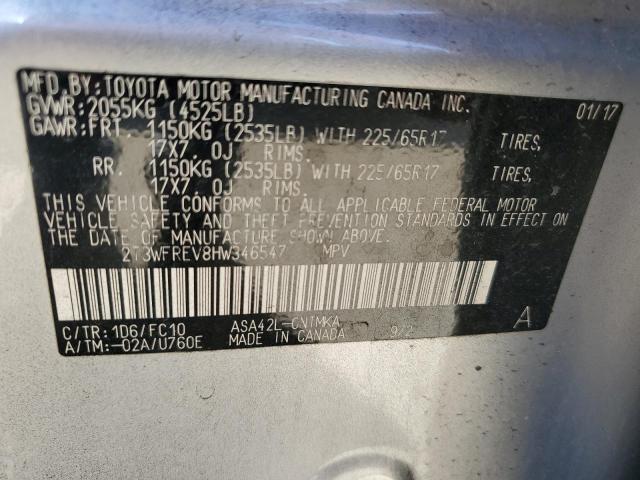 MFD. BY: TOYOTA MOTOR MANUFACTURING CANADA INC. 01/17
GVWR: 2055KG (4525LB)
GAWR: FRT. 1150KG (2535LB) WITH 225/65R17 TIRES,
17X7.0J RIMS.
RR. 1150KG (2535LB) WITH 225/65R17 TIRES,
17X7.0J RIMS.
THIS VEHICLE CONFORMS TO ALL APPLICABLE FEDERAL MOTOR
VEHICLE SAFETY AND THEFT PREVENTION STANDARDS IN EFFECT ON
THE DATE OF MANUFACTURE SHOWN ABOVE.
2T3WFREV8HW346547 MPV
C/TR: 1D6/FC10 ASA42L-CNTMKA A
A/TM: -02A/U760E MADE IN CANADA